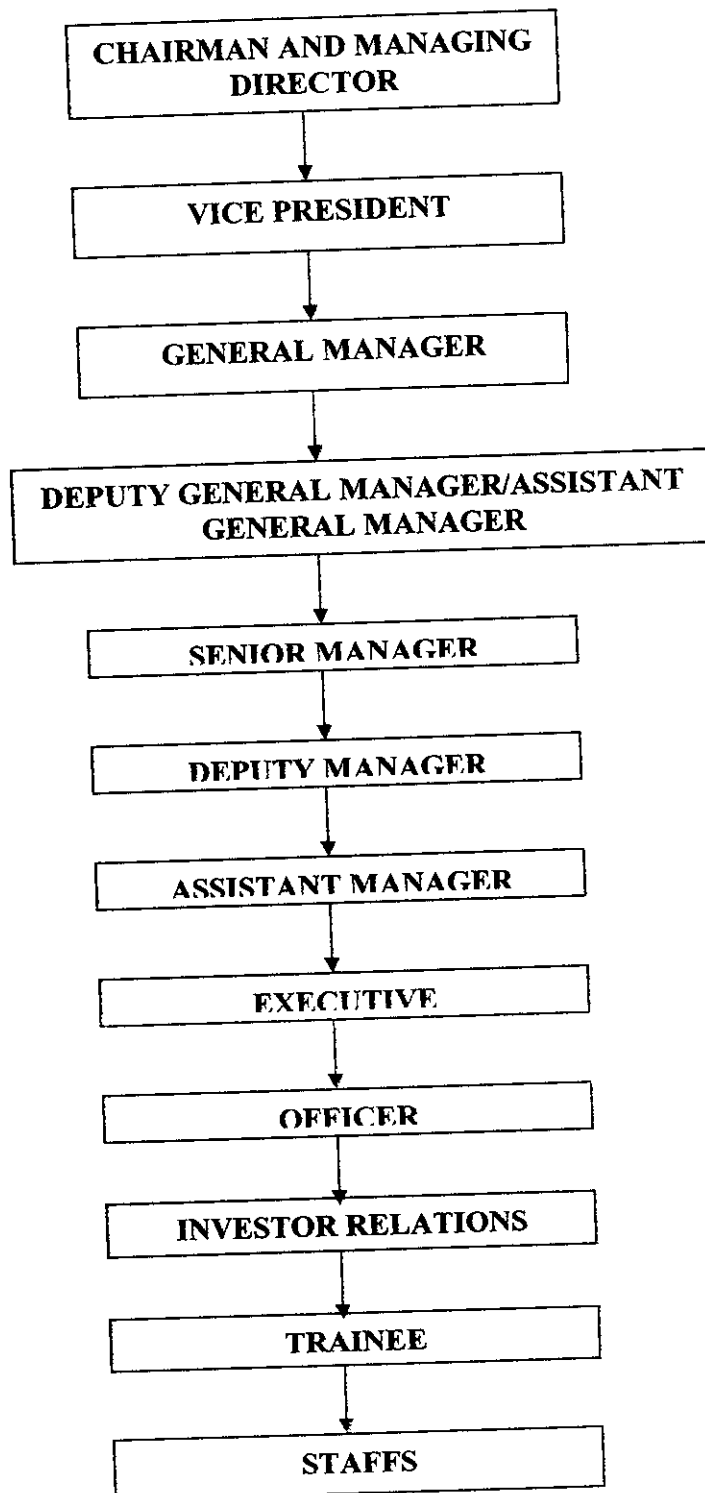 CHAIRMAN AND MANAGING
DIRECTOR
VICE PRESIDENT
GENERAL MANAGER
DEPUTY GENERAL MANAGER/ASSISTANT
GENERAL MANAGER
SENIOR MANAGER
DEPUTY MANAGER
ASSISTANT MANAGER
EXECUTIVE
OFFICER
INVESTOR RELATIONS
TRAINEE
STAFFS